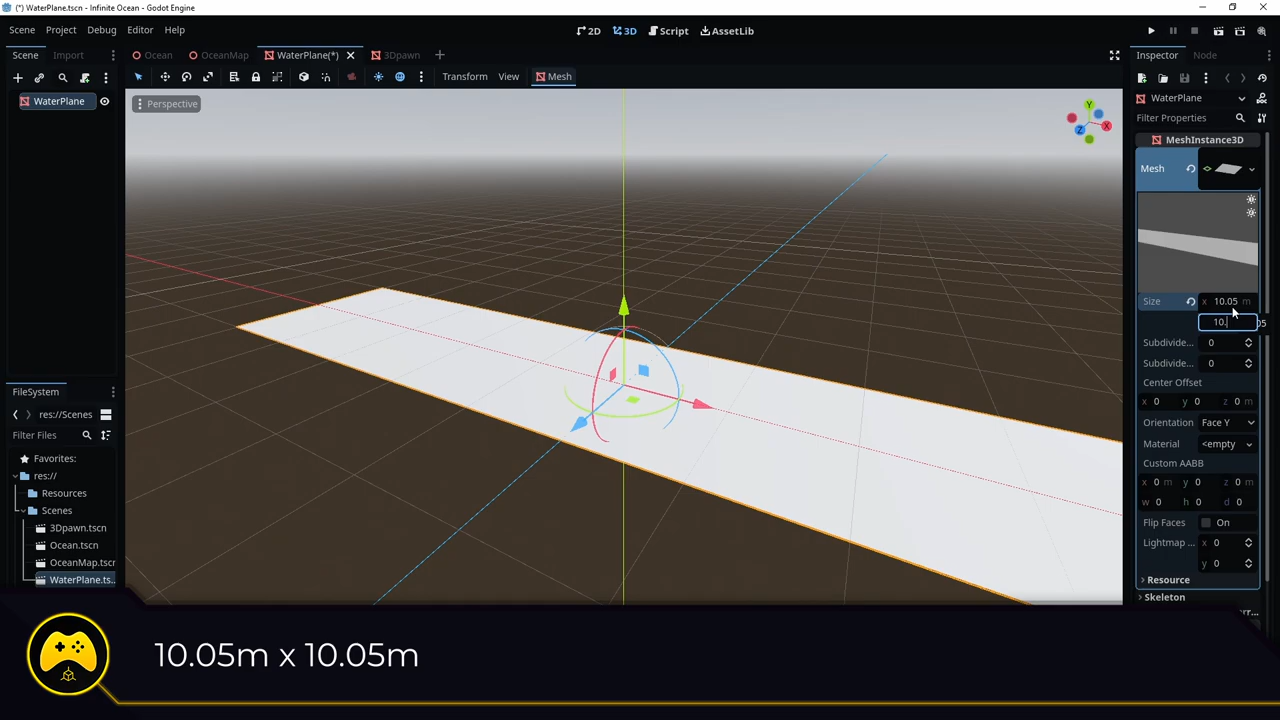 (*) WaterPlane.tscn - Infinite Ocean - Godot Engine
Scene Project Debug Editor Help
2D 3D Script AssetLib
Scene Import
Ocean OceanMap WaterPlane(*) 3Dpawn
Inspector Node
Transform View Mesh
WaterPlane
Perspective
Y
X
Z
WaterPlane
Filter Properties
MeshInstance3D
Mesh
Size x 10.05 m
10. 05
Subdivide... 0
Subdivide... 0
Center Offset
x 0 y 0 z 0 m
Orientation Face Y
Material <empty
Custom AABB
x 0 m y 0 z 0 m
w 0 h 0 d 0
Flip Faces On
Lightmap ... x 0
y 0
Resource
Skeleton
FileSystem
res://Scenes
Filter Files
Favorites:
res://
Resources
Scenes
3Dpawn.tscn
Ocean.tscn
OceanMap.tscr
WaterPlane.ts..
10.05m x 10.05m